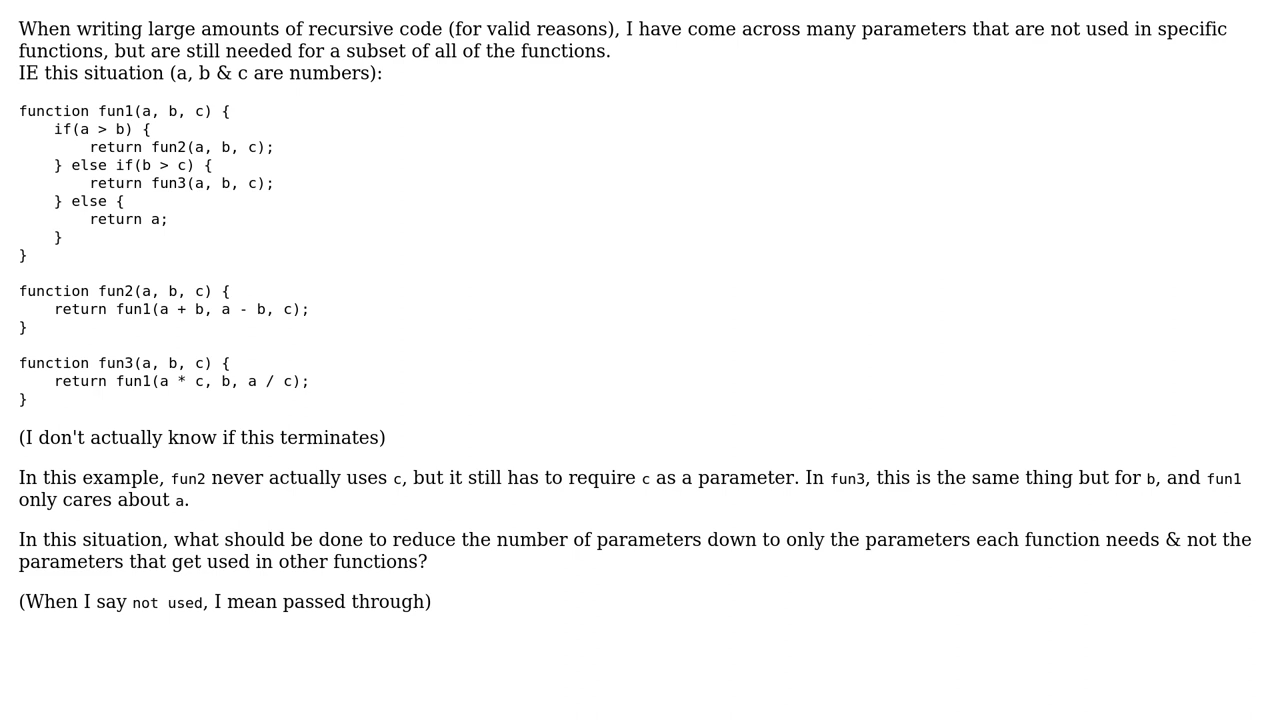 When writing large amounts of recursive code (for valid reasons), I have come across many parameters that are not used in specific
functions, but are still needed for a subset of all of the functions.
IE this situation (a, b & c are numbers):
function fun1(a, b, c) {
    if(a > b) {
        return fun2(a, b, c);
    } else if(b > c) {
        return fun3(a, b, c);
    } else {
        return a;
    }
}
function fun2(a, b, c) {
    return fun1(a + b, a - b, c);
}
function fun3(a, b, c) {
    return fun1(a * c, b, a / c);
}
(I don't actually know if this terminates)
In this example, fun2 never actually uses c, but it still has to require c as a parameter. In fun3, this is the same thing but for b, and fun1
only cares about a.
In this situation, what should be done to reduce the number of parameters down to only the parameters each function needs & not the
parameters that get used in other functions?
(When I say not used, I mean passed through)